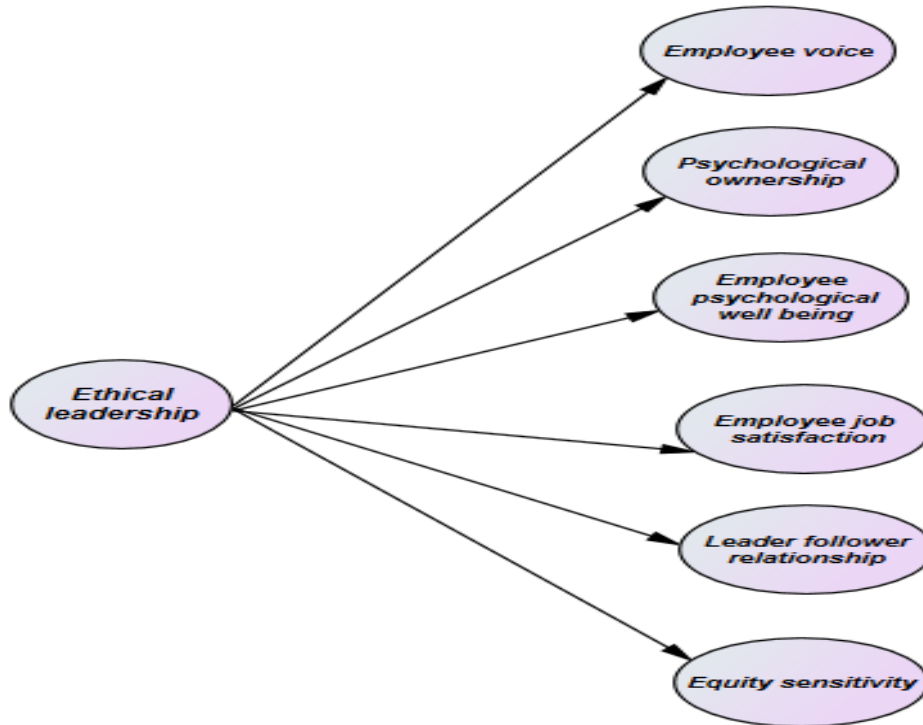 Employee voice
Psychological
ownership
Employee
psychological
well being
Ethical
leadership
Employee job
satisfaction
Leader follower
relationship
Equity sensitivity